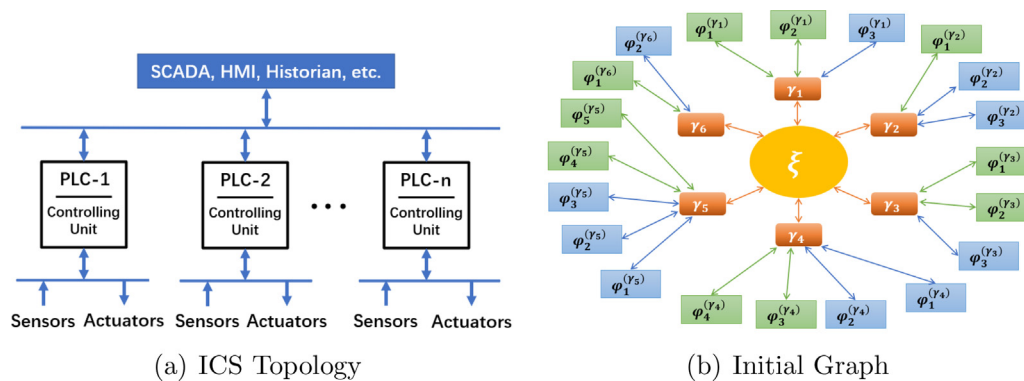 SCADA, HMI, Historian, etc.
PLC-1
Controlling
Unit
PLC-2
Controlling
Unit
...
PLC-n
Controlling
Unit
Sensors Actuators
Sensors Actuators
Sensors Actuators
(a) ICS Topology
φ₁^(γ₁)
φ₂^(γ₁)
φ₃^(γ₁)
φ₁^(γ₂)
φ₂^(γ₂)
φ₃^(γ₂)
φ₁^(γ₃)
φ₂^(γ₃)
φ₃^(γ₃)
φ₁^(γ₄)
φ₂^(γ₄)
φ₃^(γ₄)
φ₄^(γ₄)
φ₁^(γ₅)
φ₂^(γ₅)
φ₃^(γ₅)
φ₄^(γ₅)
φ₅^(γ₅)
φ₁^(γ₆)
φ₂^(γ₆)
γ₁
γ₂
γ₃
γ₄
γ₅
γ₆
ξ
(b) Initial Graph